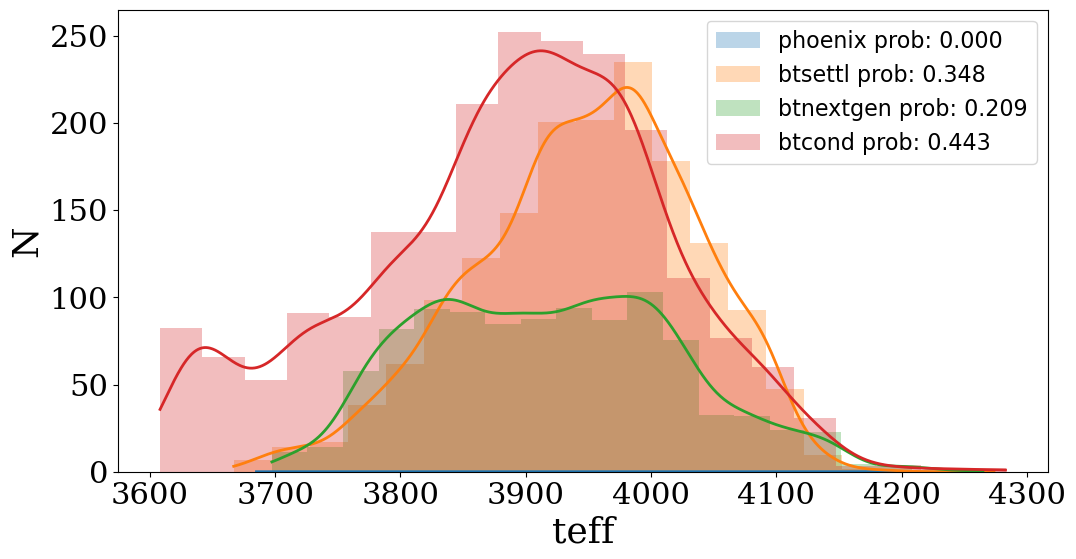 250
200
150
100
50
0
N
phoenix prob: 0.000
btsettl prob: 0.348
btnextgen prob: 0.209
btcond prob: 0.443
3600 3700 3800 3900 4000 4100 4200 4300
teff